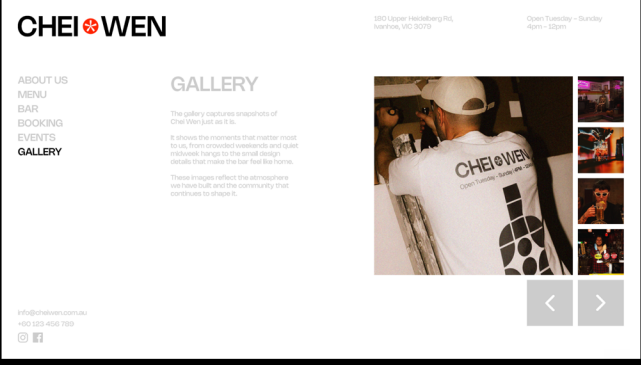 CHEI WEN
180 Upper Heidelberg Rd,
Ivanhoe, VIC 3079
Open Tuesday – Sunday
4pm – 12pm
ABOUT US
MENU
BAR
BOOKING
EVENTS
GALLERY
GALLERY
The gallery captures snapshots of
Chei Wen just as it is.
It shows the moments that matter most
to us, from crowded weekends and quiet
midweek hangs to the small design
details that make the bar feel like home.
These images reflect the atmosphere
we have built and the community that
continues to shape it.
CHEI WEN
Open Tuesday – Sunday | 4PM – 12AM
info@cheiwen.com.au
+60 123 456 789